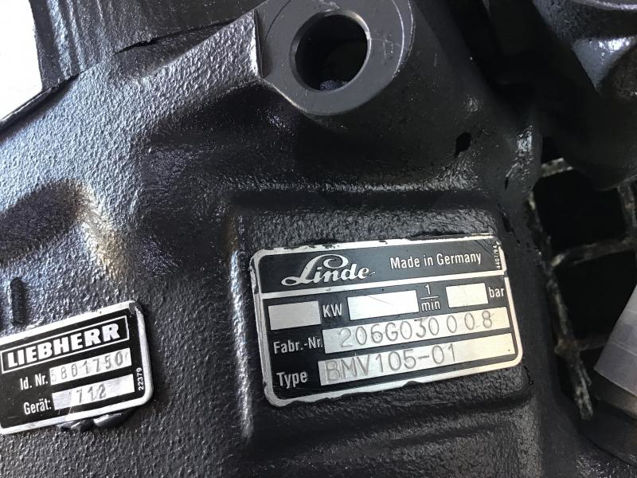 Linde Made in Germany
KW 1/min bar
Fabr.-Nr. 206G030008
Type BMV105-01
LIEBHERR
Id. Nr.
Gerät: 712
22379